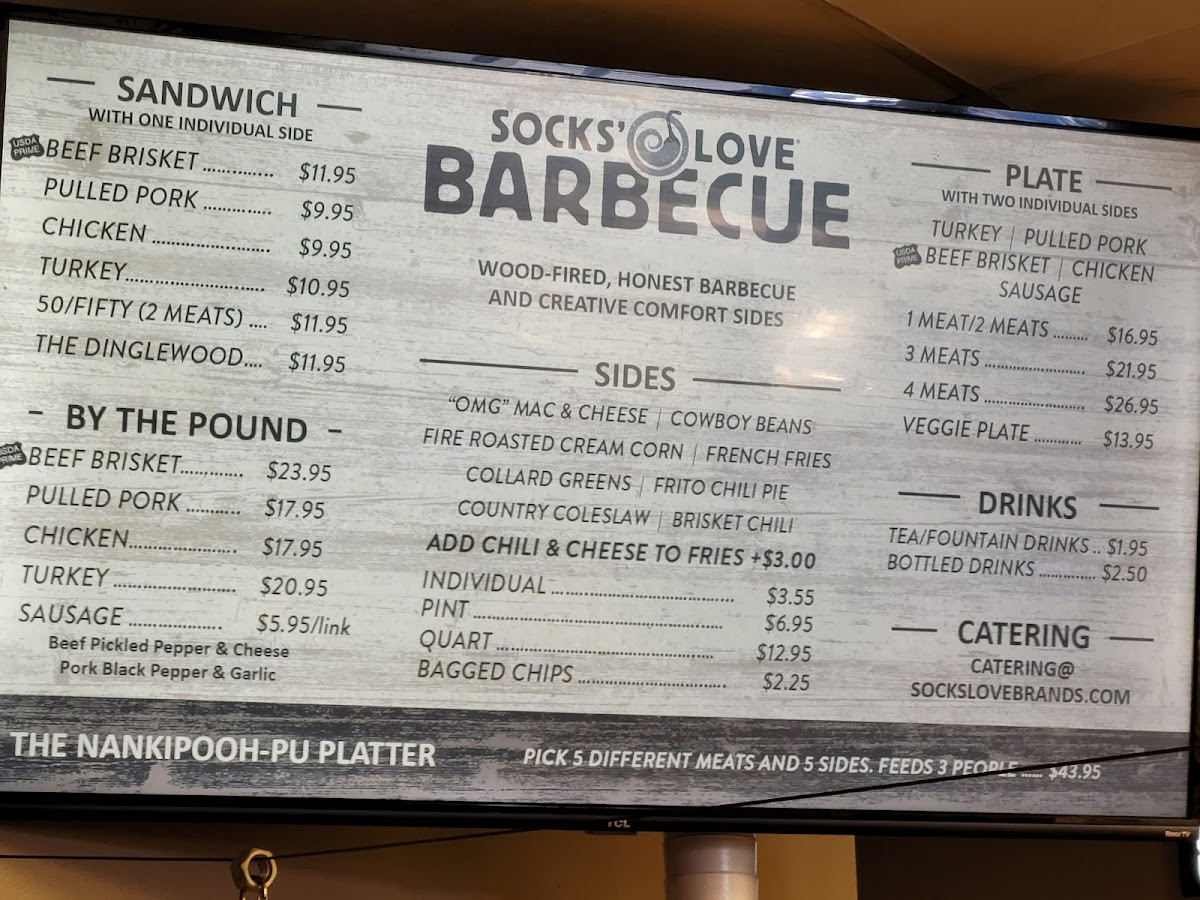 SANDWICH
WITH ONE INDIVIDUAL SIDE
USDA PRIME BEEF BRISKET .............. $11.95
PULLED PORK .............. $9.95
CHICKEN ........................ $9.95
TURKEY............................ $10.95
50/FIFTY (2 MEATS) .... $11.95
THE DINGLEWOOD.... $11.95
- BY THE POUND -
USDA PRIME BEEF BRISKET............. $23.95
PULLED PORK ........... $17.95
CHICKEN...................... $17.95
TURKEY ......................... $20.95
SAUSAGE ................... $5.95/link
Beef Pickled Pepper & Cheese
Pork Black Pepper & Garlic
SOCKS' LOVE
BARBECUE
WOOD-FIRED, HONEST BARBECUE
AND CREATIVE COMFORT SIDES
SIDES
"OMG" MAC & CHEESE | COWBOY BEANS
FIRE ROASTED CREAM CORN | FRENCH FRIES
COLLARD GREENS | FRITO CHILI PIE
COUNTRY COLESLAW | BRISKET CHILI
ADD CHILI & CHEESE TO FRIES +$3.00
INDIVIDUAL ..................................... $3.55
PINT .................................................. $6.95
QUART ............................................ $12.95
BAGGED CHIPS .............................. $2.25
PLATE
WITH TWO INDIVIDUAL SIDES
TURKEY | PULLED PORK
USDA PRIME BEEF BRISKET | CHICKEN
SAUSAGE
1 MEAT/2 MEATS ......... $16.95
3 MEATS ......................... $21.95
4 MEATS ......................... $26.95
VEGGIE PLATE ............ $13.95
DRINKS
TEA/FOUNTAIN DRINKS .. $1.95
BOTTLED DRINKS .............. $2.50
CATERING
CATERING@
SOCKSLOVEBRANDS.COM
THE NANKIPOOH-PU PLATTER PICK 5 DIFFERENT MEATS AND 5 SIDES. FEEDS 3 PEOPLE ..... $43.95
TCL
Roku TV